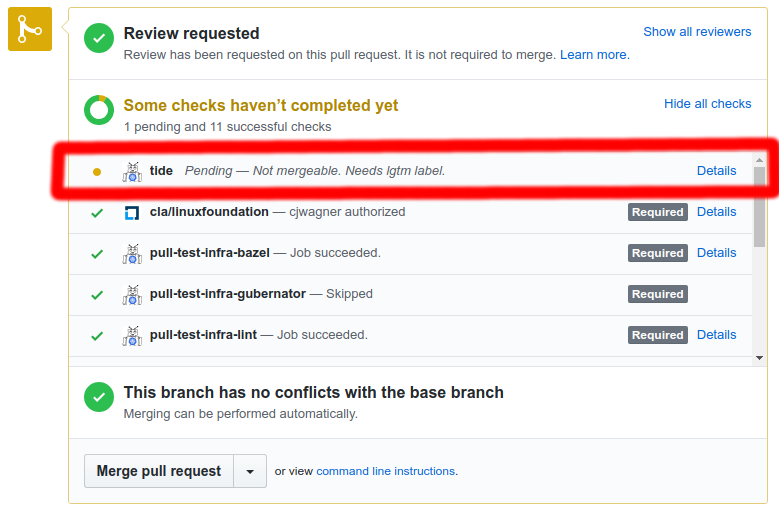 Review requested
Show all reviewers
Review has been requested on this pull request. It is not required to merge. Learn more.
Some checks haven’t completed yet
Hide all checks
1 pending and 11 successful checks
tide Pending — Not mergeable. Needs lgtm label. Details
cla/linuxfoundation — cjwagner authorized Required Details
pull-test-infra-bazel — Job succeeded. Required Details
pull-test-infra-gubernator — Skipped Required
pull-test-infra-lint — Job succeeded. Required Details
This branch has no conflicts with the base branch
Merging can be performed automatically.
Merge pull request or view command line instructions.